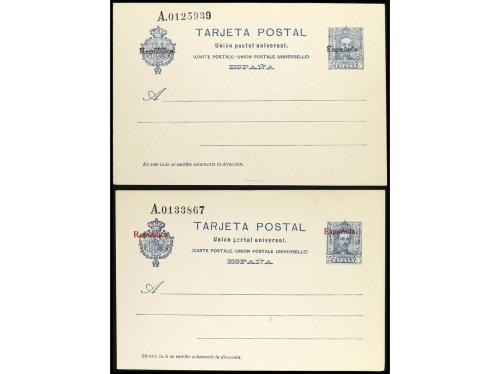 A.0125939
TARJETA POSTAL
Unión postal universal.
República Española
(CARTE POSTALE.-UNION POSTALE UNIVERSELLE)
ESPAÑA
A
En este lado se escribe solamente la dirección.
A.0133867
TARJETA POSTAL
República Española
Unión postal universal.
(CARTE POSTALE.-UNION POSTALE UNIVERSELLE)
ESPAÑA
A
En este lado se escribe solamente la dirección.